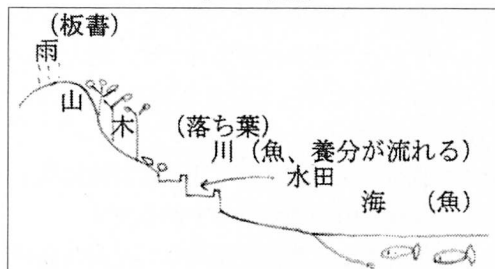 (板書)
雨
山
木
(落ち葉)
川 (魚、養分が流れる)
水田
海 (魚)